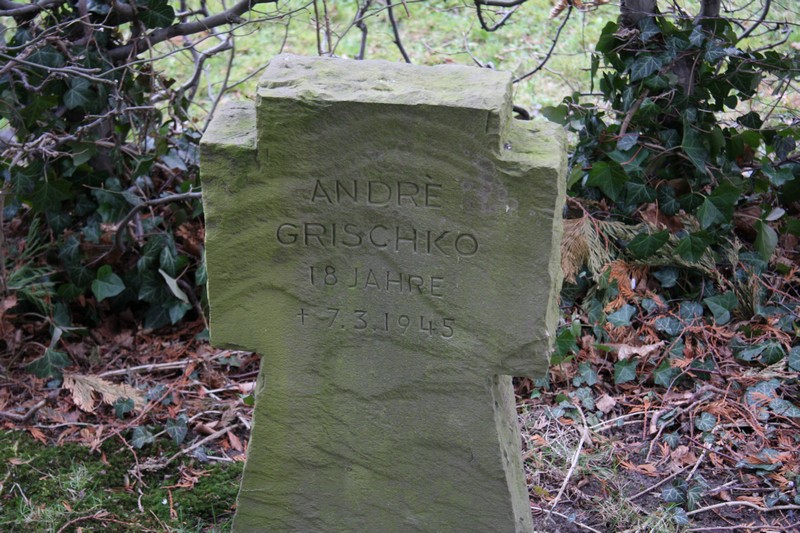 ANDRÈ
GRISCHKO
18 JAHRE
+ 7.3.1945